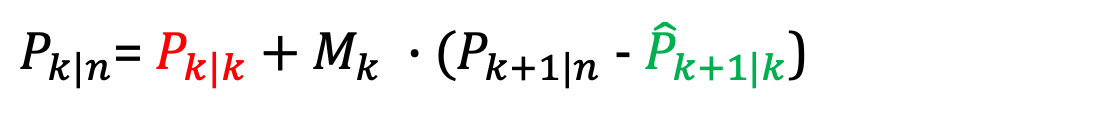 P_{k|n}= P_{k|k} + M_k · (P_{k+1|n} - P̂_{k+1|k})